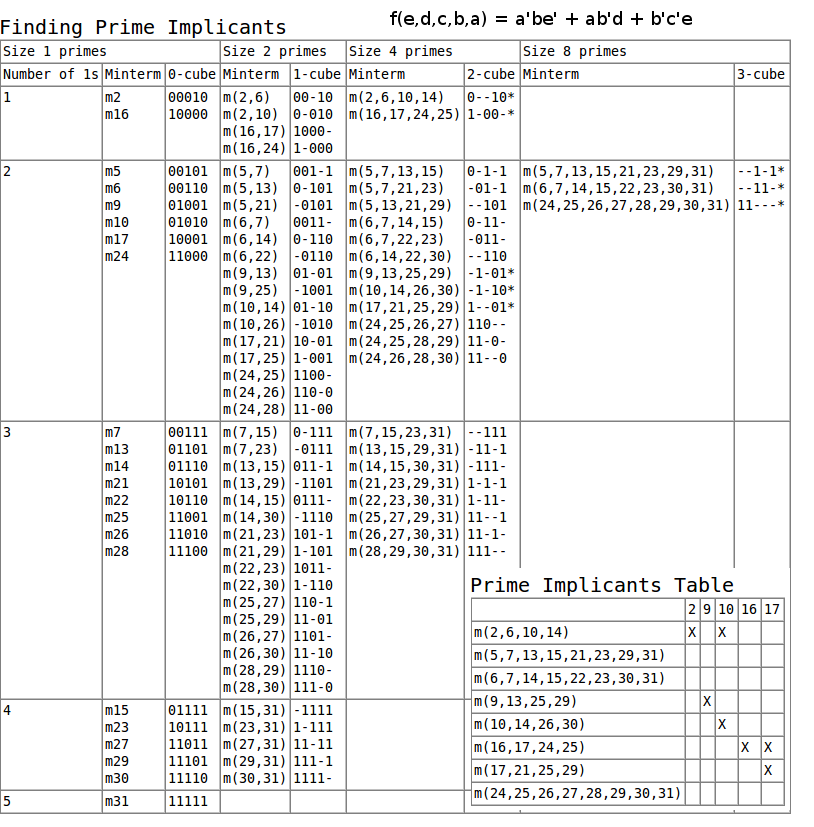 f(e,d,c,b,a) = a'be' + ab'd + b'c'e
Finding Prime Implicants
Size 1 primes Size 2 primes Size 4 primes Size 8 primes
Number of 1s Minterm 0-cube Minterm 1-cube Minterm 2-cube Minterm 3-cube
1 m2 00010 m(2,6) 00-10 m(2,6,10,14) 0--10*
m16 10000 m(2,10) 0-010 m(16,17,24,25) 1-00-*
m(16,17) 1000-
m(16,24) 1-000
2 m5 00101 m(5,7) 001-1 m(5,7,13,15) 0-1-1 m(5,7,13,15,21,23,29,31) --1-1*
m6 00110 m(5,13) 0-101 m(5,7,21,23) -01-1 m(6,7,14,15,22,23,30,31) --11-*
m9 01001 m(5,21) -0101 m(5,13,21,29) --101 m(24,25,26,27,28,29,30,31) 11---*
m10 01010 m(6,7) 0011- m(6,7,14,15) 0-11-
m17 10001 m(6,14) 0-110 m(6,7,22,23) -011-
m24 11000 m(6,22) -0110 m(6,14,22,30) --110
m(9,13) 01-01 m(9,13,25,29) -1-01*
m(9,25) -1001 m(10,14,26,30) -1-10*
m(10,14) 01-10 m(17,21,25,29) 1--01*
m(10,26) -1010 m(24,25,26,27) 110--
m(17,21) 10-01 m(24,25,28,29) 11-0-
m(17,25) 1-001 m(24,26,28,30) 11--0
m(24,25) 1100-
m(24,26) 110-0
m(24,28) 11-00
3 m7 00111 m(7,15) 0-111 m(7,15,23,31) --111
m13 01101 m(7,23) -0111 m(13,15,29,31) -11-1
m14 01110 m(13,15) 011-1 m(14,15,30,31) -111-
m21 10101 m(13,29) -1101 m(21,23,29,31) 1-1-1
m22 10110 m(14,15) 0111- m(22,23,30,31) 1-11-
m25 11001 m(14,30) -1110 m(25,27,29,31) 11--1
m26 11010 m(21,23) 101-1 m(26,27,30,31) 11-1-
m28 11100 m(21,29) 1-101 m(28,29,30,31) 111--
m(22,23) 1011-
m(22,30) 1-110
m(25,27) 110-1
m(25,29) 11-01
m(26,27) 1101-
m(26,30) 11-10
m(28,29) 1110-
m(28,30) 111-0
4 m15 01111 m(15,31) -1111
m23 10111 m(23,31) 1-111
m27 11011 m(27,31) 11-11
m29 11101 m(29,31) 111-1
m30 11110 m(30,31) 1111-
5 m31 11111
Prime Implicants Table
2 9 10 16 17
m(2,6,10,14) X X
m(5,7,13,15,21,23,29,31)
m(6,7,14,15,22,23,30,31)
m(9,13,25,29) X
m(10,14,26,30) X
m(16,17,24,25) X X
m(17,21,25,29) X
m(24,25,26,27,28,29,30,31)